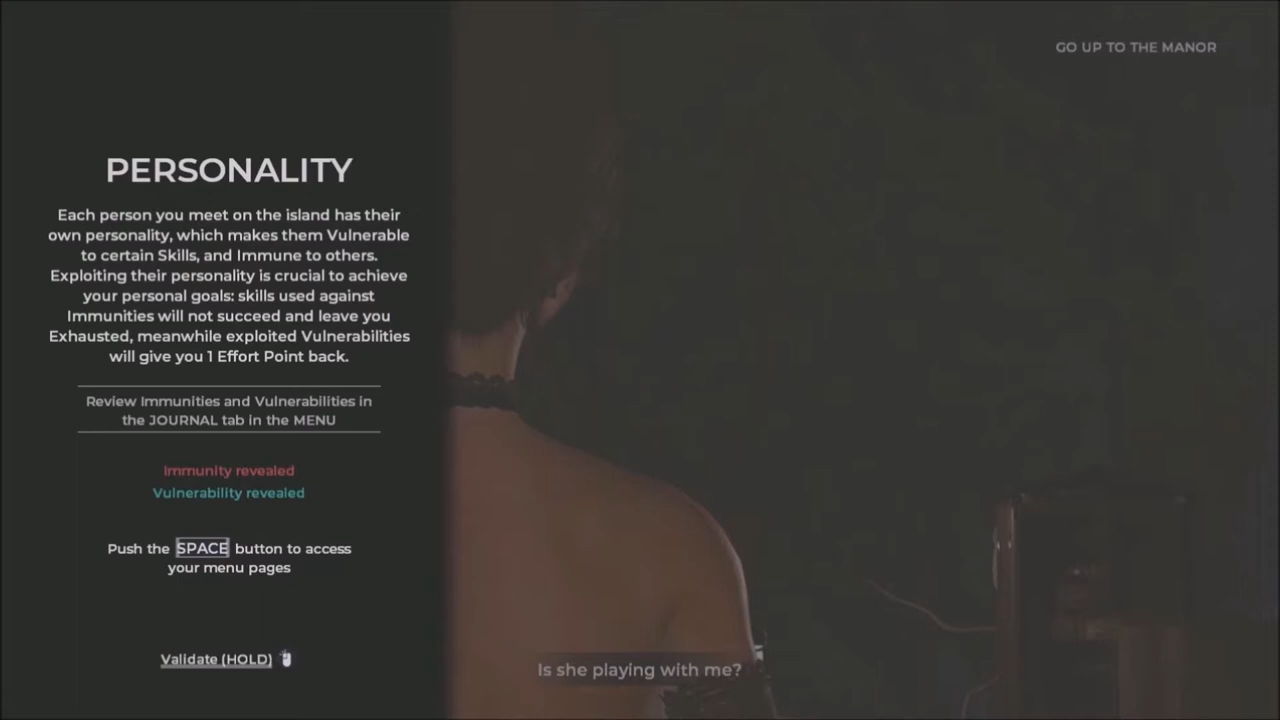 GO UP TO THE MANOR
PERSONALITY
Each person you meet on the island has their
own personality, which makes them Vulnerable
to certain Skills, and Immune to others.
Exploiting their personality is crucial to achieve
your personal goals: skills used against
Immunities will not succeed and leave you
Exhausted, meanwhile exploited Vulnerabilities
will give you 1 Effort Point back.
Review Immunities and Vulnerabilities in
the JOURNAL tab in the MENU
Immunity revealed
Vulnerability revealed
Push the SPACE button to access
your menu pages
Validate (HOLD)
Is she playing with me?